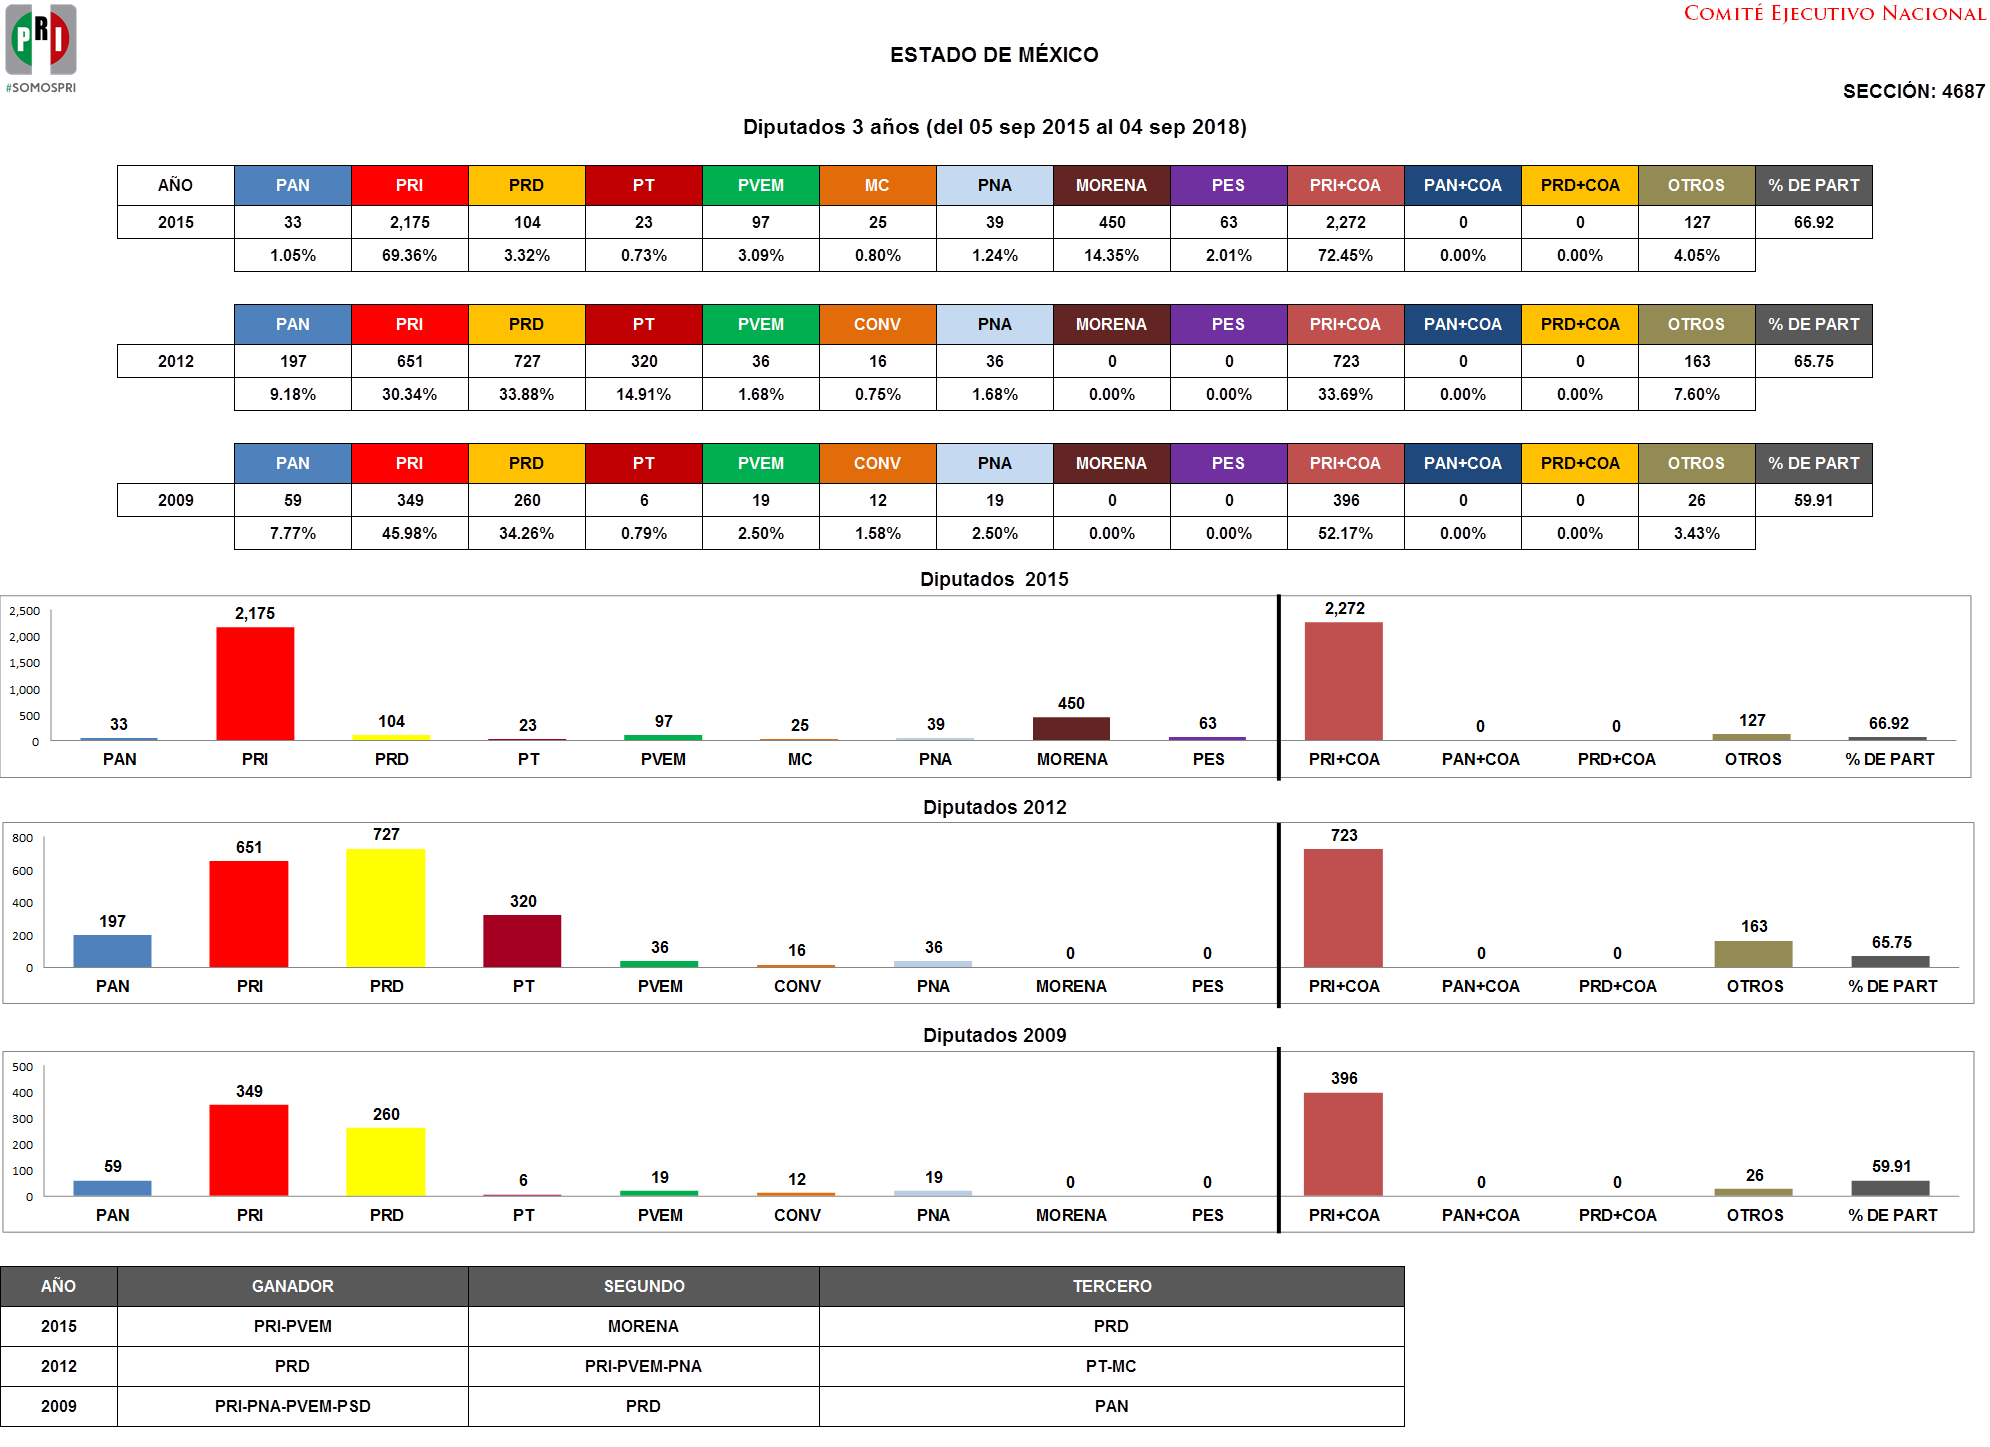 PRI
#SOMOSPRI
COMITÉ EJECUTIVO NACIONAL
ESTADO DE MÉXICO
SECCIÓN: 4687
Diputados 3 años (del 05 sep 2015 al 04 sep 2018)
AÑO PAN PRI PRD PT PVEM MC PNA MORENA PES PRI+COA PAN+COA PRD+COA OTROS % DE PART
2015 33 2,175 104 23 97 25 39 450 63 2,272 0 0 127 66.92
1.05% 69.36% 3.32% 0.73% 3.09% 0.80% 1.24% 14.35% 2.01% 72.45% 0.00% 0.00% 4.05%
PAN PRI PRD PT PVEM CONV PNA MORENA PES PRI+COA PAN+COA PRD+COA OTROS % DE PART
2012 197 651 727 320 36 16 36 0 0 723 0 0 163 65.75
9.18% 30.34% 33.88% 14.91% 1.68% 0.75% 1.68% 0.00% 0.00% 33.69% 0.00% 0.00% 7.60%
PAN PRI PRD PT PVEM CONV PNA MORENA PES PRI+COA PAN+COA PRD+COA OTROS % DE PART
2009 59 349 260 6 19 12 19 0 0 396 0 0 26 59.91
7.77% 45.98% 34.26% 0.79% 2.50% 1.58% 2.50% 0.00% 0.00% 52.17% 0.00% 0.00% 3.43%
Diputados 2015
2,500
2,000
1,500
1,000
500
0
33 2,175 104 23 97 25 39 450 63 2,272 0 0 127 66.92
PAN PRI PRD PT PVEM MC PNA MORENA PES PRI+COA PAN+COA PRD+COA OTROS % DE PART
Diputados 2012
800
600
400
200
0
197 651 727 320 36 16 36 0 0 723 0 0 163 65.75
PAN PRI PRD PT PVEM CONV PNA MORENA PES PRI+COA PAN+COA PRD+COA OTROS % DE PART
Diputados 2009
500
400
300
200
100
0
59 349 260 6 19 12 19 0 0 396 0 0 26 59.91
PAN PRI PRD PT PVEM CONV PNA MORENA PES PRI+COA PAN+COA PRD+COA OTROS % DE PART
AÑO GANADOR SEGUNDO TERCERO
2015 PRI-PVEM MORENA PRD
2012 PRD PRI-PVEM-PNA PT-MC
2009 PRI-PNA-PVEM-PSD PRD PAN